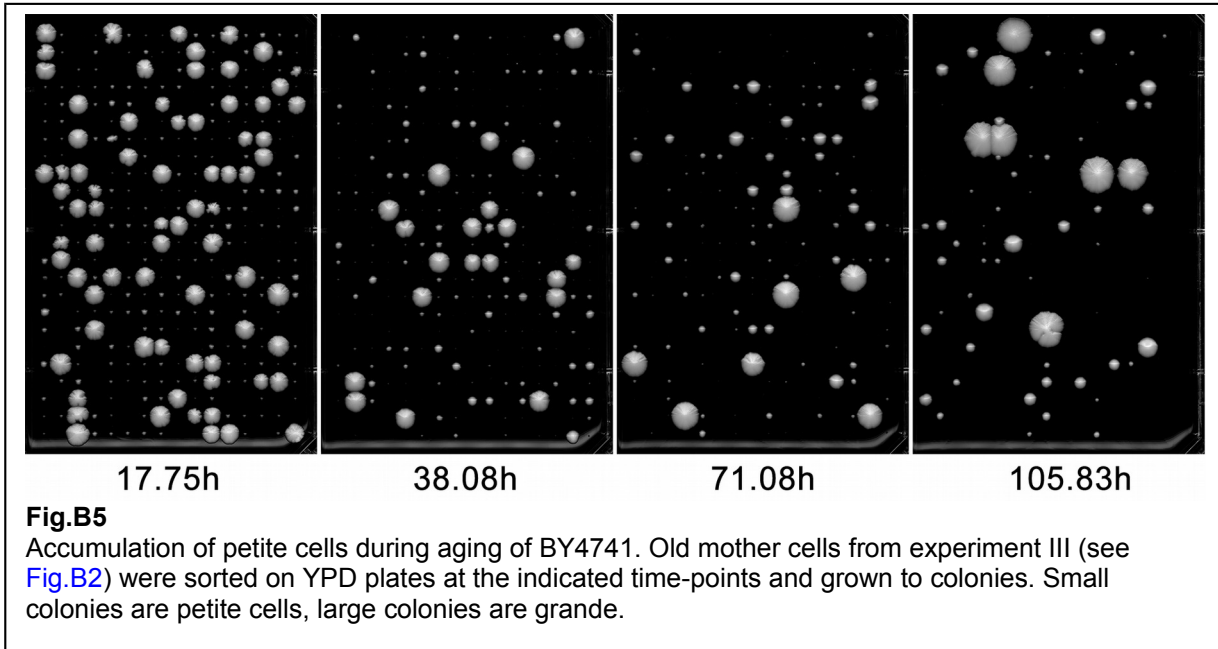 17.75h 38.08h 71.08h 105.83h
Fig.B5
Accumulation of petite cells during aging of BY4741. Old mother cells from experiment III (see
Fig.B2) were sorted on YPD plates at the indicated time-points and grown to colonies. Small
colonies are petite cells, large colonies are grande.